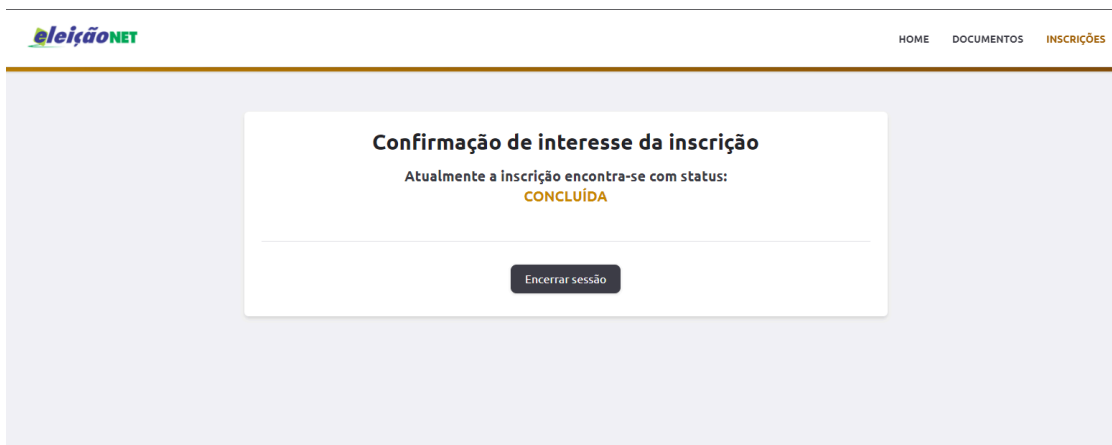 eleiçãoNET
HOME DOCUMENTOS INSCRIÇÕES
Confirmação de interesse da inscrição
Atualmente a inscrição encontra-se com status:
CONCLUÍDA
Encerrar sessão